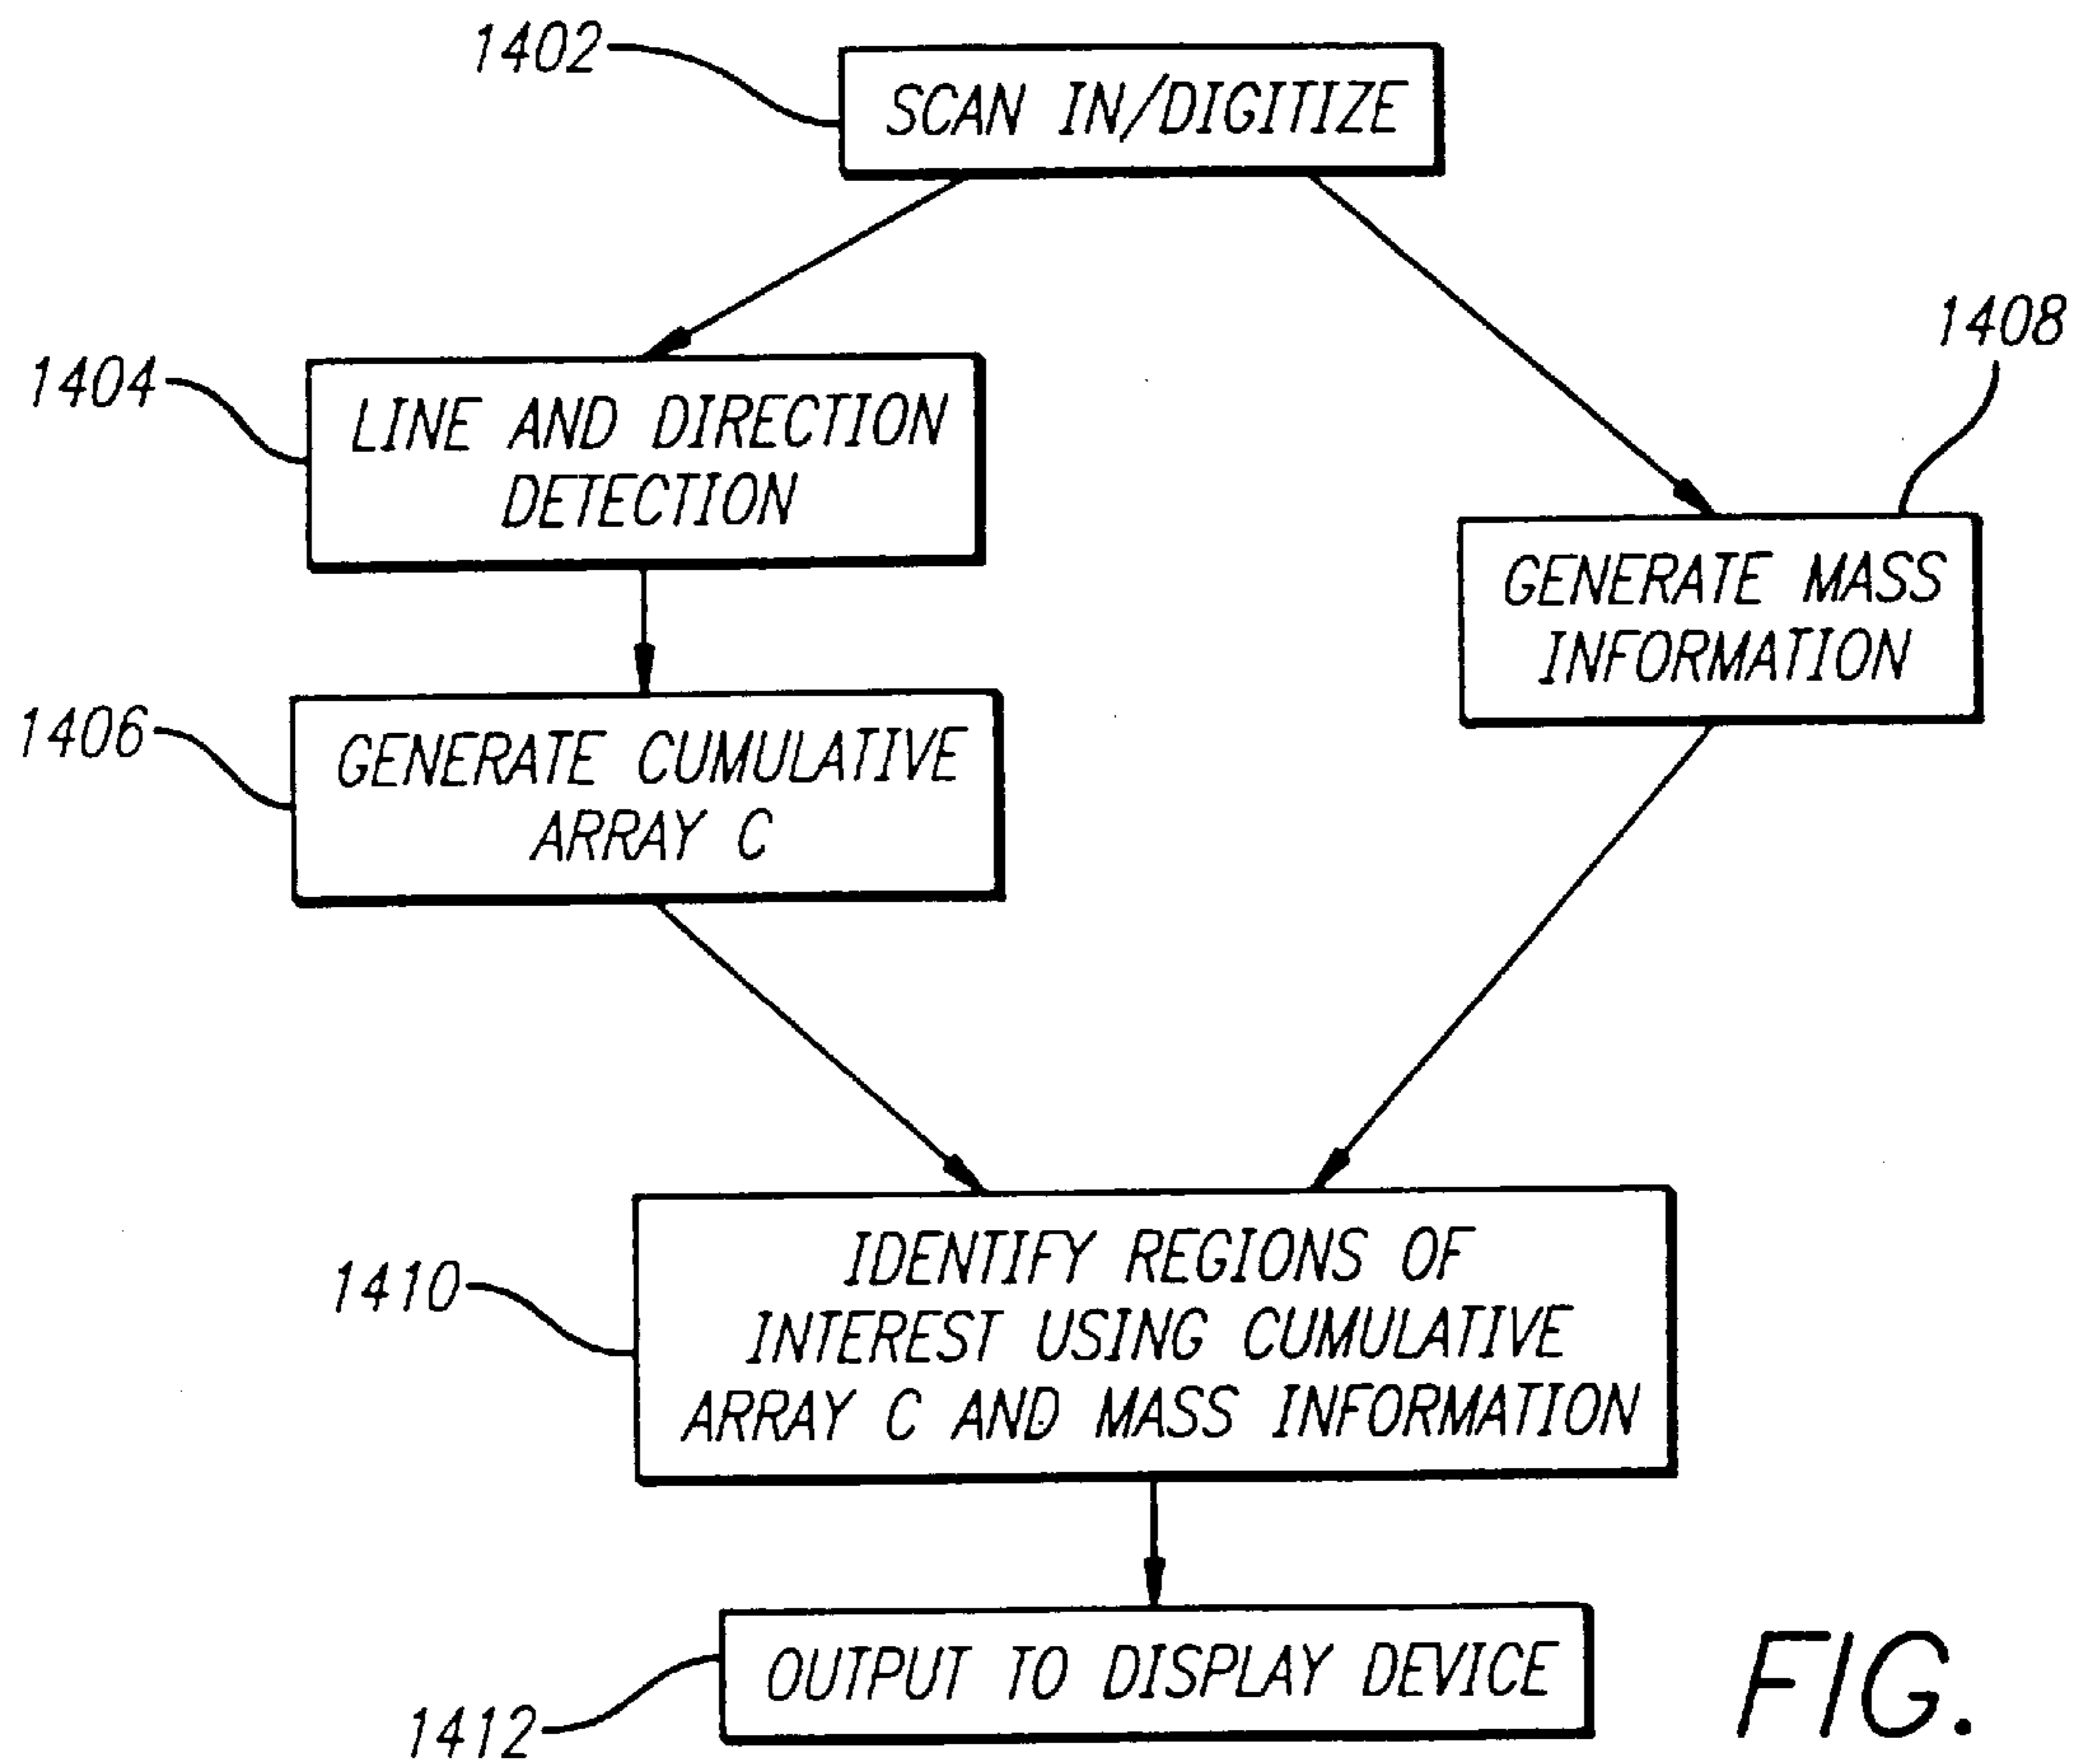 1402
SCAN IN/DIGITIZE
1408
1404
LINE AND DIRECTION
DETECTION
GENERATE MASS
INFORMATION
1406
GENERATE CUMULATIVE
ARRAY C
1410
IDENTIFY REGIONS OF
INTEREST USING CUMULATIVE
ARRAY C AND MASS INFORMATION
1412
OUTPUT TO DISPLAY DEVICE
FIG.